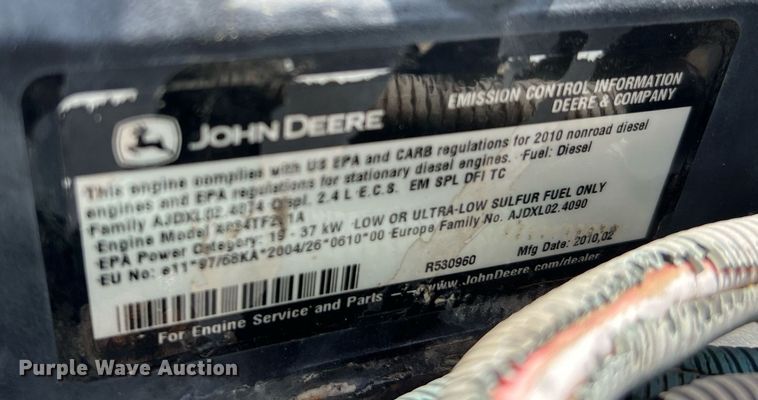 EMISSION CONTROL INFORMATION
DEERE & COMPANY
JOHN DEERE
This engine complies with US EPA and CARB regulations for 2010 nonroad diesel
engines and EPA regulations for stationary diesel engines. Fuel: Diesel
Family AJDXL02.4074 Displ. 2.4 L E.C.S. EM SPL DFI TC
Engine Model
EPA Power Category: 19 - 37 kW LOW OR ULTRA-LOW SULFUR FUEL ONLY
EU No: e11*97/68KA*2004/26*0610*00 Europe Family No. AJDXL02.4090
R530960
Mfg Date: 2010,02
For Engine Service and Parts - www.JohnDeere.com/dealer
Purple Wave Auction